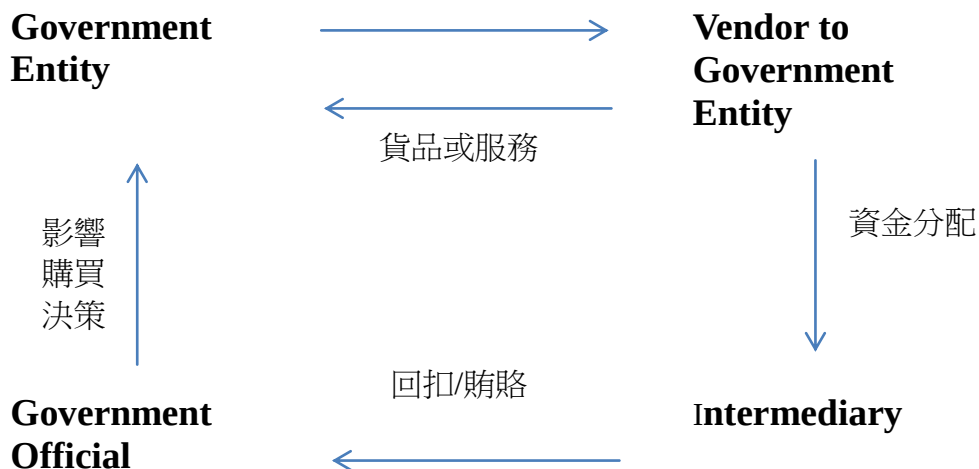 Government
Entity
Vendor to
Government
Entity
貨品或服務
影響
購買
決策
資金分配
回扣/賄賂
Government
Official
Intermediary